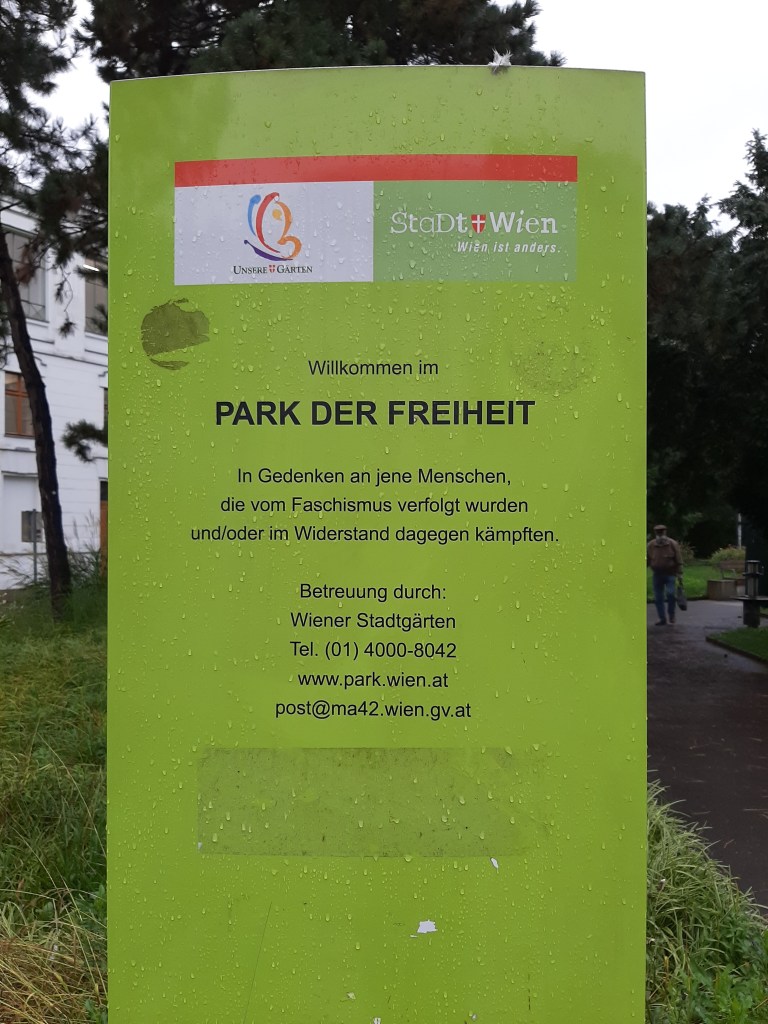 UNSERE GÄRTEN
StaDt Wien
Wien ist anders.
Willkommen im
PARK DER FREIHEIT
In Gedenken an jene Menschen,
die vom Faschismus verfolgt wurden
und/oder im Widerstand dagegen kämpften.
Betreuung durch:
Wiener Stadtgärten
Tel. (01) 4000-8042
www.park.wien.at
post@ma42.wien.gv.at